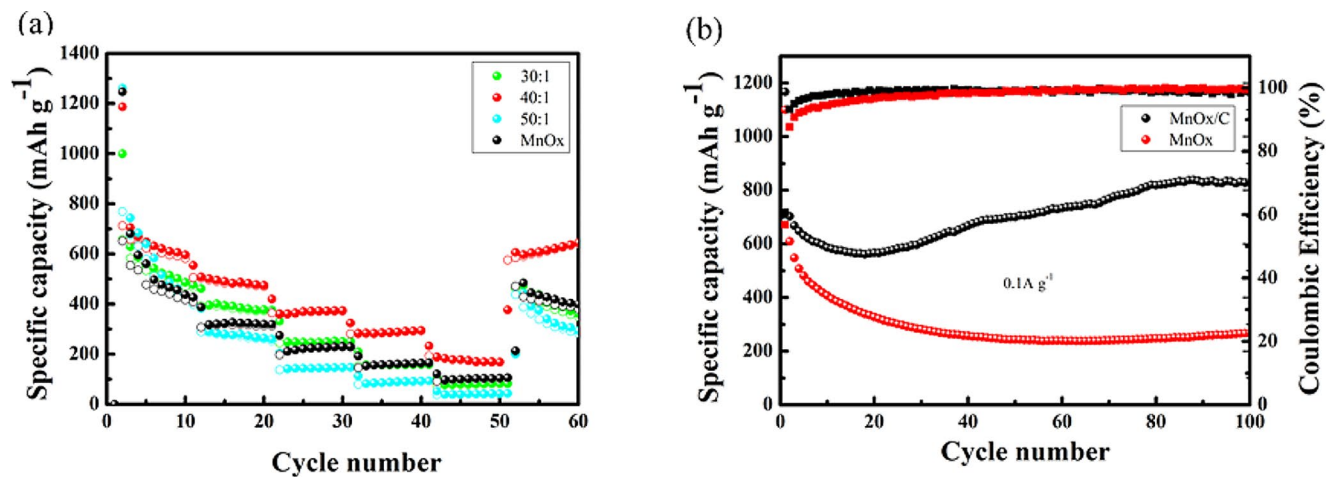 (a)
1400
1200
1000
800
600
400
200
0
Specific capacity (mAh g⁻¹)
30:1
40:1
50:1
MnOx
0 10 20 30 40 50 60
Cycle number
(b)
1200
1000
800
600
400
200
0
Specific capacity (mAh g⁻¹)
MnOx/C
MnOx
0.1A g⁻¹
100
80
60
40
20
0
Coulombic Efficiency (%)
0 20 40 60 80 100
Cycle number